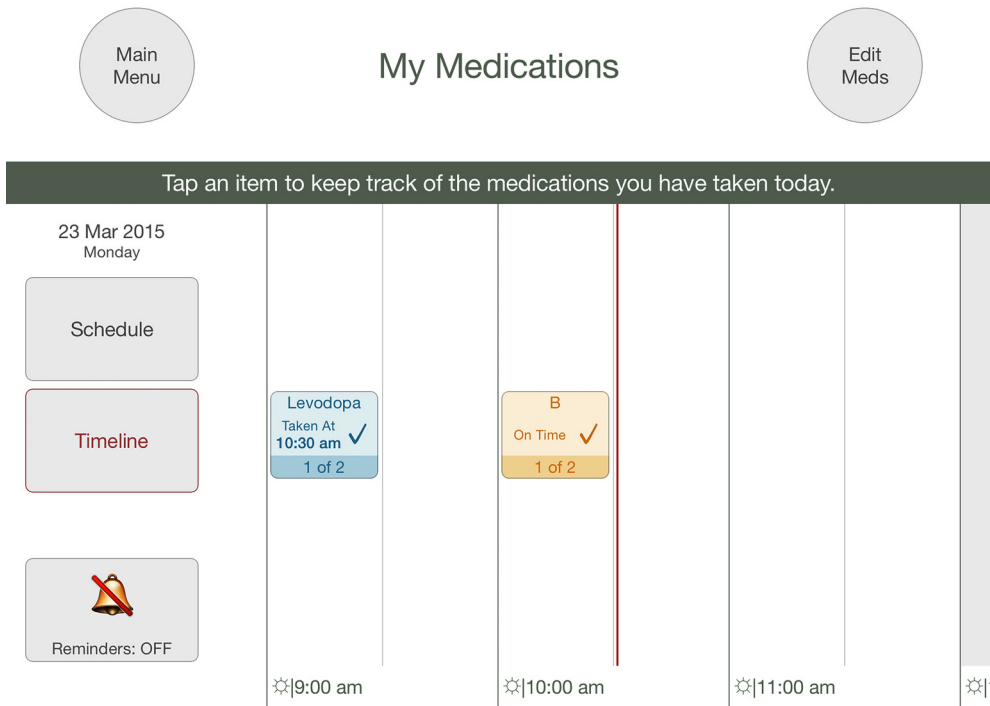 Main
Menu
My Medications
Edit
Meds
Tap an item to keep track of the medications you have taken today.
23 Mar 2015
Monday
Schedule
Timeline
Reminders: OFF
Levodopa
Taken At
10:30 am
1 of 2
B
On Time
1 of 2
|9:00 am
|10:00 am
|11:00 am